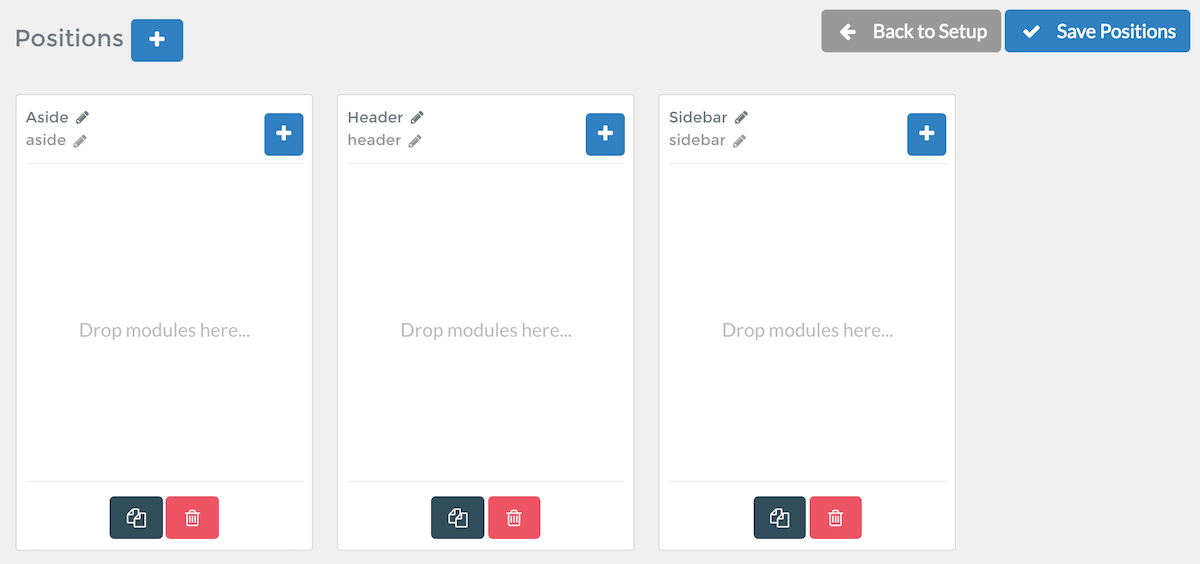 Positions
Back to Setup
Save Positions
Aside
aside
Drop modules here...
Header
header
Drop modules here...
Sidebar
sidebar
Drop modules here...